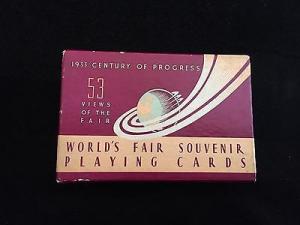 1933 CENTURY OF PROGRESS
53
VIEWS
OF THE
FAIR
WORLD'S FAIR SOUVENIR
PLAYING CARDS